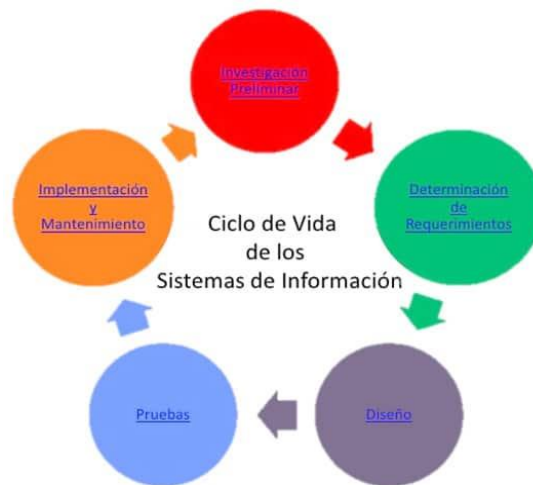 Investigación
Preliminar
Implementación
y
Mantenimiento
Determinación
de
Requerimientos
Ciclo de Vida
de los
Sistemas de Información
Pruebas
Diseño